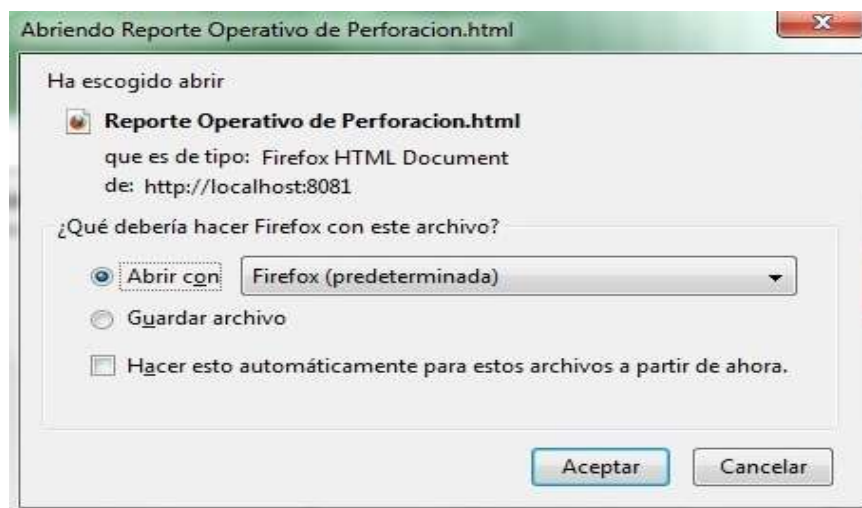 Abriendo Reporte Operativo de Perforacion.html
Ha escogido abrir
Reporte Operativo de Perforacion.html
que es de tipo: Firefox HTML Document
de: http://localhost:8081
¿Qué debería hacer Firefox con este archivo?
Abrir con Firefox (predeterminada)
Guardar archivo
Hacer esto automáticamente para estos archivos a partir de ahora.
Aceptar Cancelar